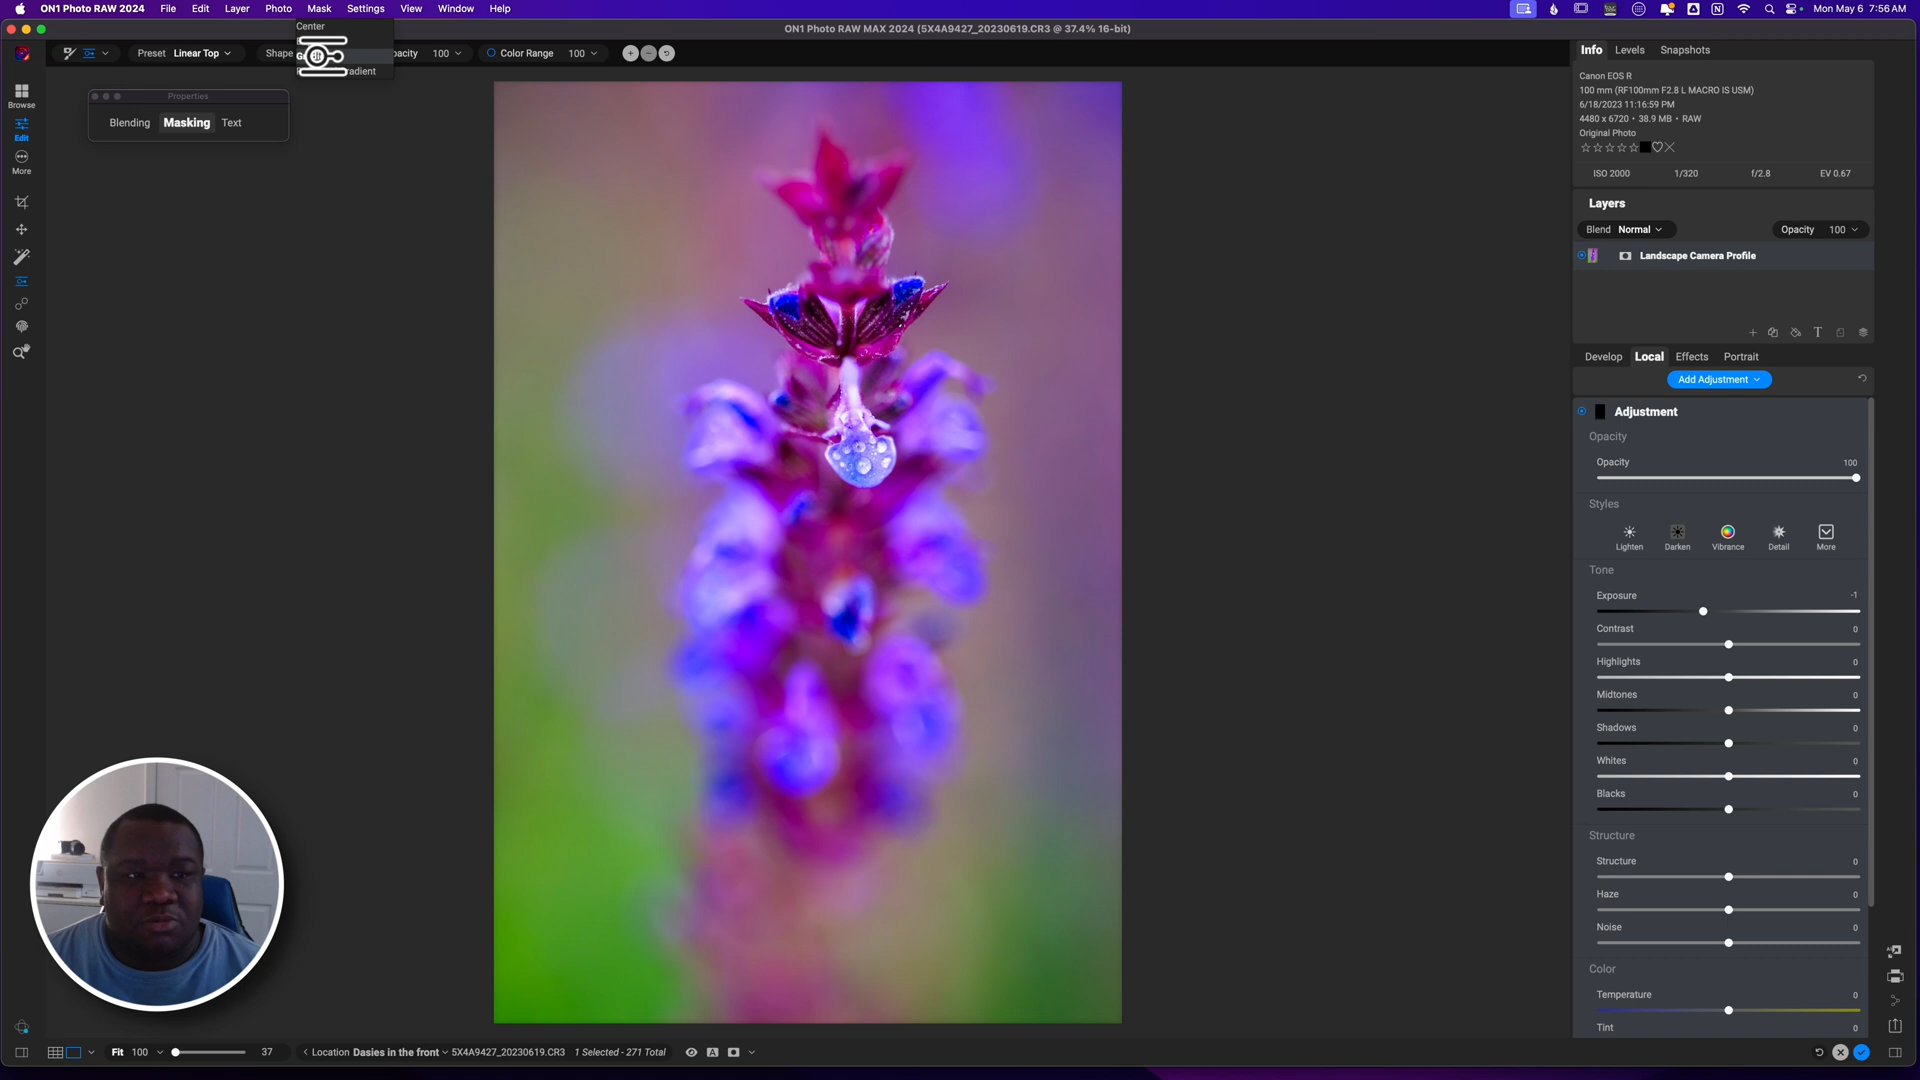 ON1 Photo RAW 2024 File Edit Layer Photo Mask Settings View Window Help
Mon May 6 7:56 AM
ON1 Photo RAW MAX 2024 (5X4A9427_20230619.CR3 @ 37.4% 16-bit)
Center
Preset Linear Top Shape
100 Color Range 100
Properties
Blending Masking Text
Browse
Edit
More
Info Levels Snapshots
Canon EOS R
100 mm (RF100mm F2.8 L MACRO IS USM)
6/18/2023 11:16:59 PM
4480 x 6720 • 38.9 MB • RAW
Original Photo
ISO 2000 1/320 f/2.8 EV 0.67
Layers
Blend Normal Opacity 100
Landscape Camera Profile
T
Develop Local Effects Portrait
Add Adjustment
Adjustment
Opacity
Opacity 100
Styles
Lighten Darken Vibrance Detail More
Tone
Exposure -1
Contrast 0
Highlights 0
Midtones 0
Shadows 0
Whites 0
Blacks 0
Structure
Structure 0
Haze 0
Noise 0
Color
Temperature 0
Tint 0
Fit 100 37 Location Dasies in the front 5X4A9427_20230619.CR3 1 Selected - 271 Total A